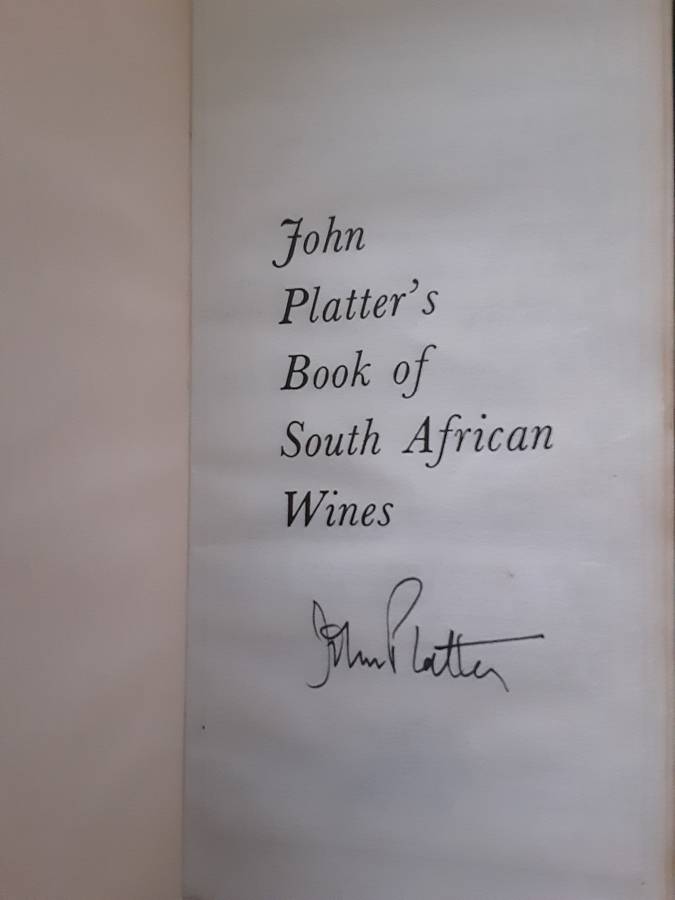 John
Platter's
Book of
South African
Wines
John Platter